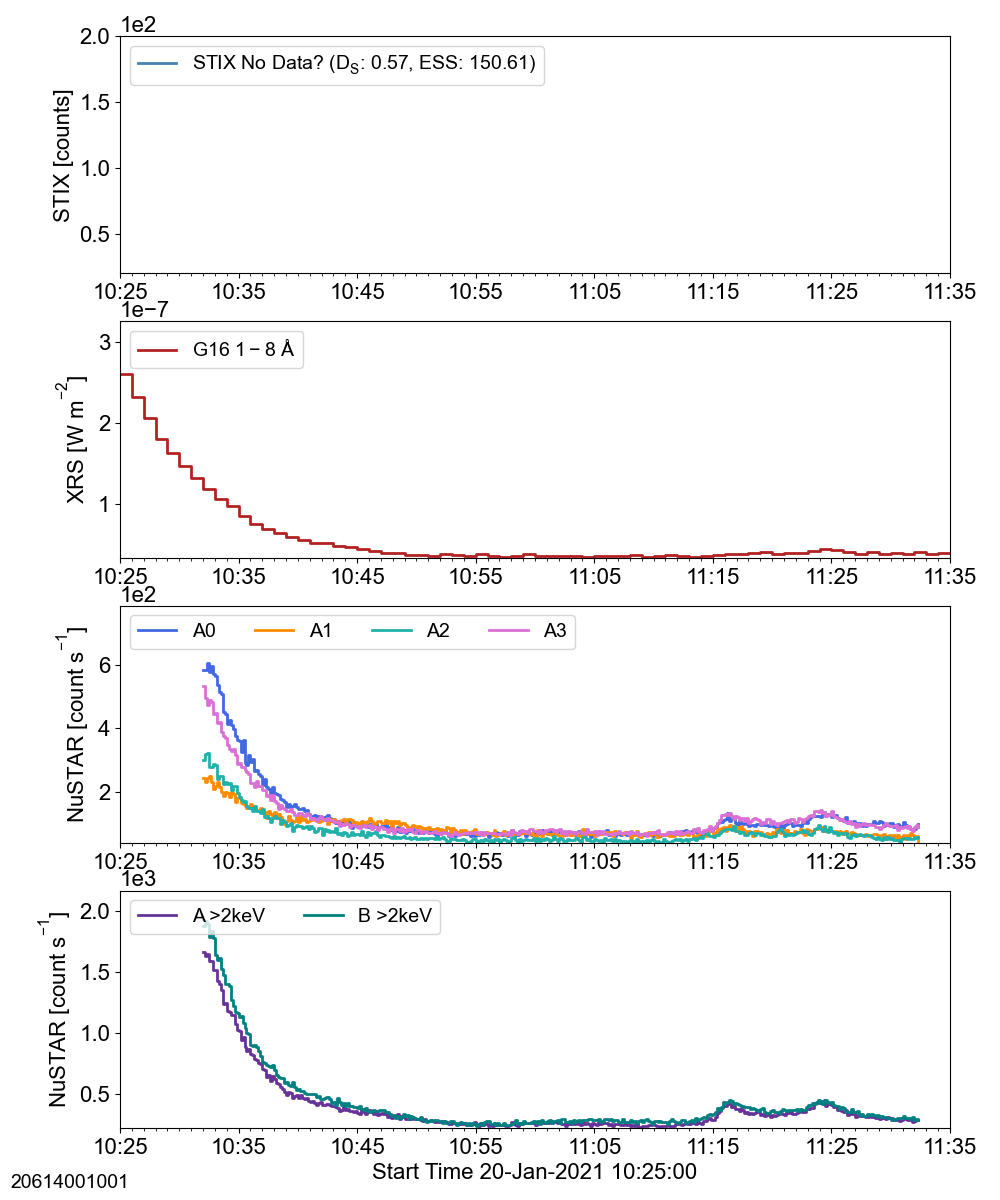 1e2
2.0
1.5
1.0
0.5
STIX [counts]
STIX No Data? (D_S: 0.57, ESS: 150.61)
10:25 10:35 10:45 10:55 11:05 11:15 11:25 11:35
1e−7
3
2
1
XRS [W m⁻²]
G16 1 − 8 Å
10:25 10:35 10:45 10:55 11:05 11:15 11:25 11:35
1e2
6
4
2
NuSTAR [count s⁻¹]
A0 A1 A2 A3
10:25 10:35 10:45 10:55 11:05 11:15 11:25 11:35
1e3
2.0
1.5
1.0
0.5
NuSTAR [count s⁻¹]
A >2keV B >2keV
10:25 10:35 10:45 10:55 11:05 11:15 11:25 11:35
Start Time 20-Jan-2021 10:25:00
20614001001